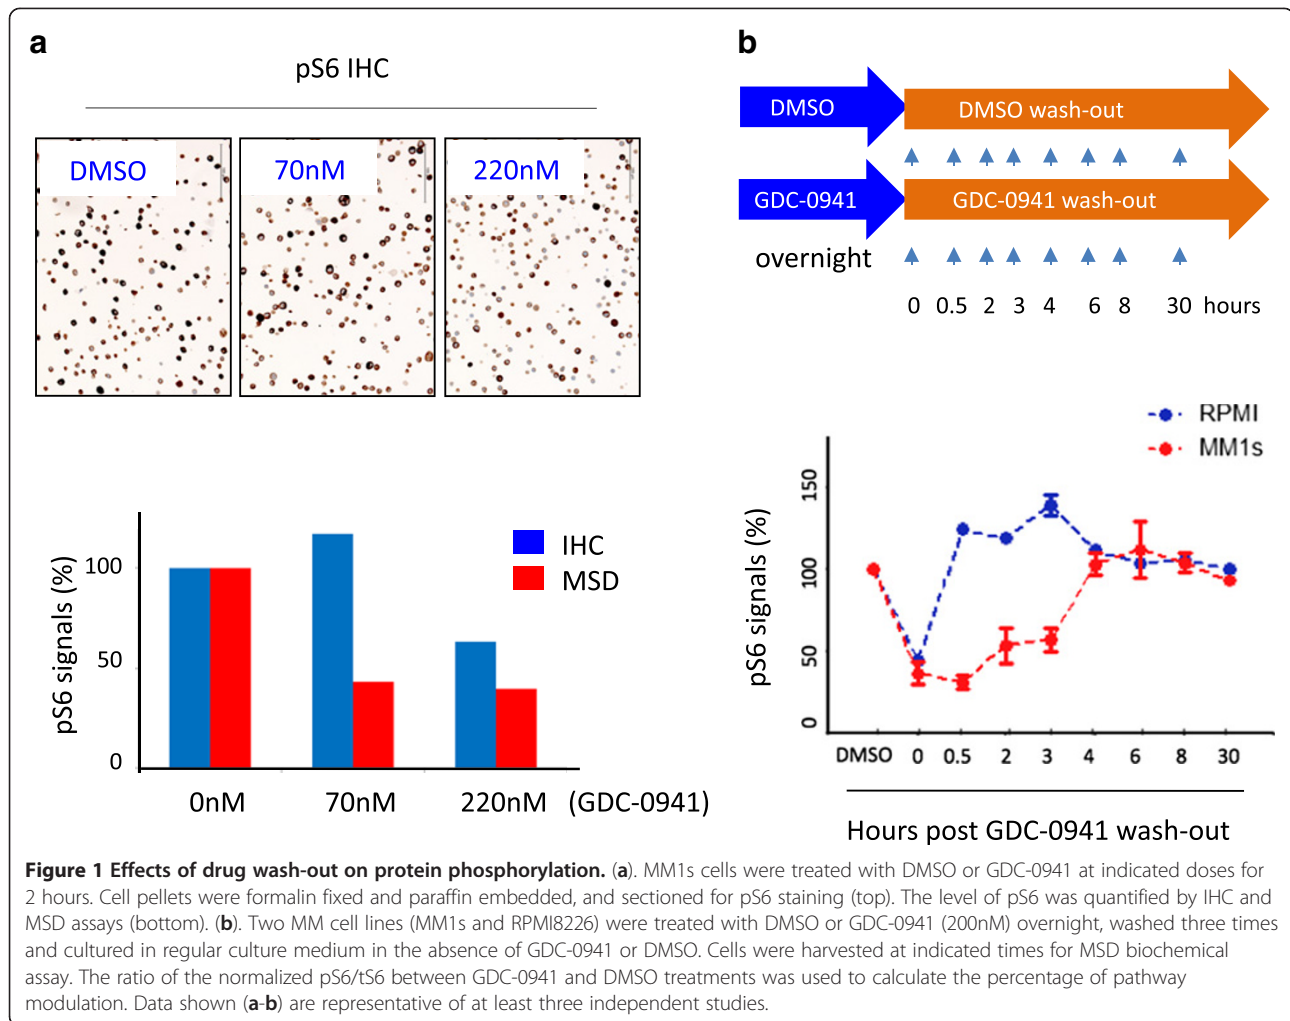 a
pS6 IHC
DMSO
70nM
220nM
pS6 signals (%)
100
50
0
IHC
MSD
0nM
70nM
220nM
(GDC-0941)
b
DMSO
DMSO wash-out
GDC-0941
GDC-0941 wash-out
overnight
0 0.5 2 3 4 6 8 30 hours
RPMI
MM1s
pS6 signals (%)
150
100
50
0
DMSO 0 0.5 2 3 4 6 8 30
Hours post GDC-0941 wash-out
Figure 1 Effects of drug wash-out on protein phosphorylation. (a). MM1s cells were treated with DMSO or GDC-0941 at indicated doses for
2 hours. Cell pellets were formalin fixed and paraffin embedded, and sectioned for pS6 staining (top). The level of pS6 was quantified by IHC and
MSD assays (bottom). (b). Two MM cell lines (MM1s and RPMI8226) were treated with DMSO or GDC-0941 (200nM) overnight, washed three times
and cultured in regular culture medium in the absence of GDC-0941 or DMSO. Cells were harvested at indicated times for MSD biochemical
assay. The ratio of the normalized pS6/tS6 between GDC-0941 and DMSO treatments was used to calculate the percentage of pathway
modulation. Data shown (a-b) are representative of at least three independent studies.